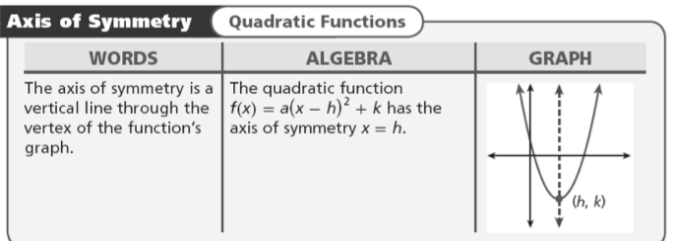 Axis of Symmetry Quadratic Functions
WORDS ALGEBRA GRAPH
The axis of symmetry is a
vertical line through the
vertex of the function's
graph.
The quadratic function
f(x) = a(x – h)² + k has the
axis of symmetry x = h.
(h, k)